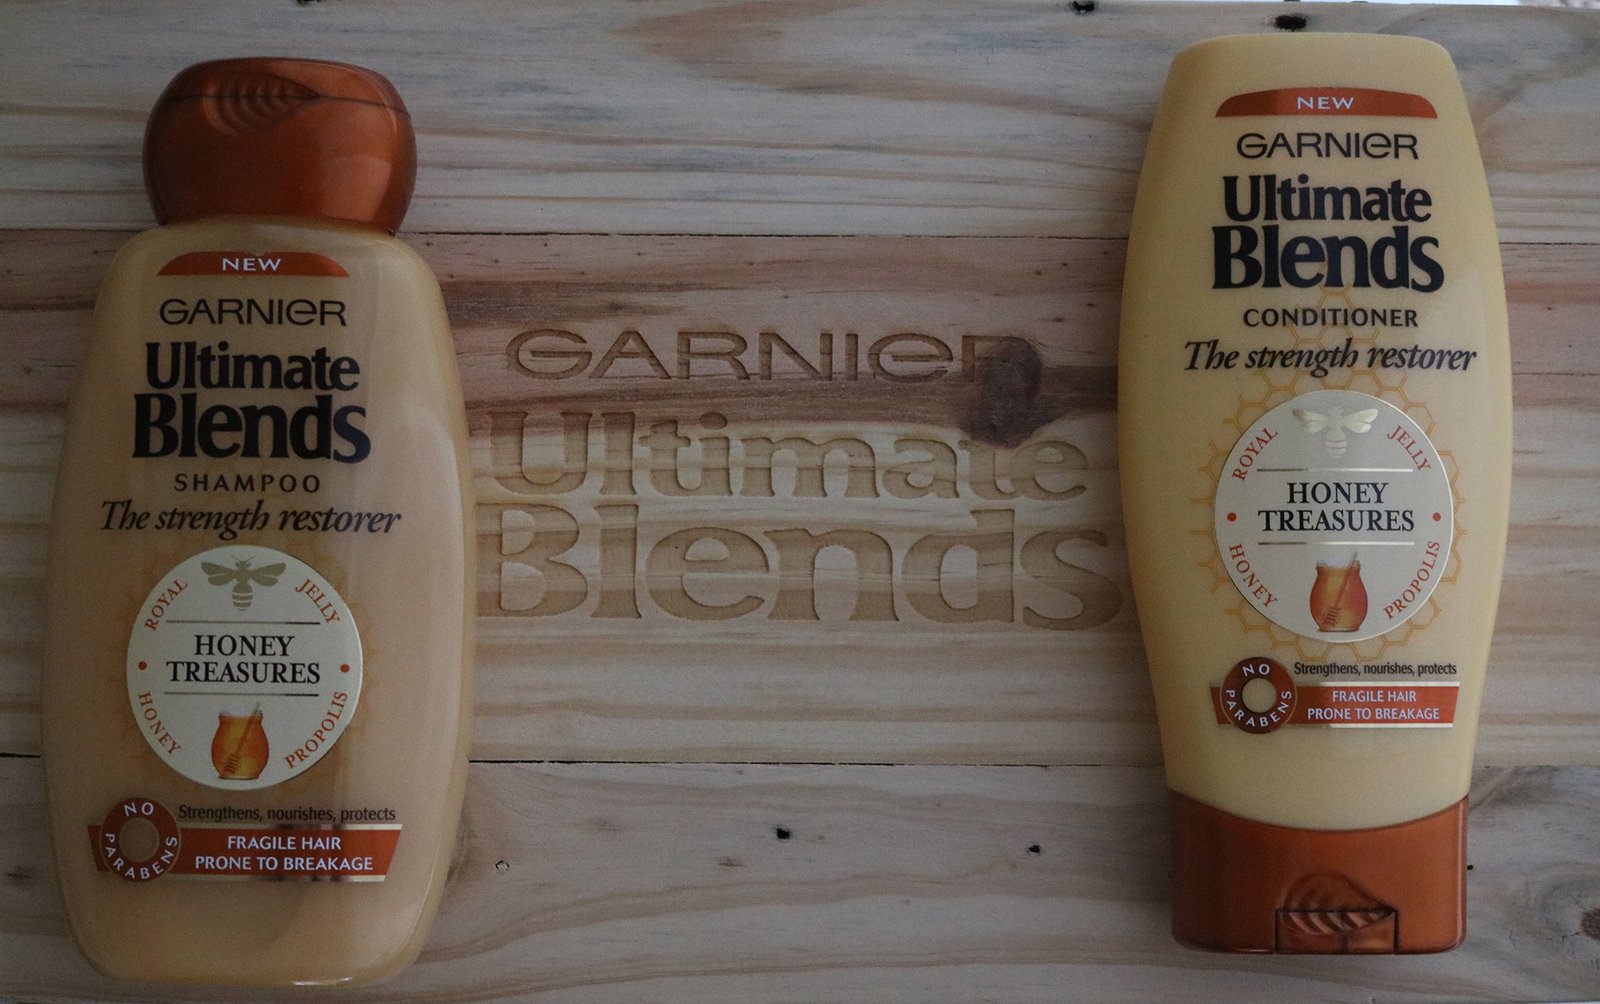 NEW
GARNIER
Ultimate
Blends
SHAMPOO
The strength restorer
ROYAL JELLY
HONEY
TREASURES
HONEY PROPOLIS
NO PARABENS
Strengthens, nourishes, protects
FRAGILE HAIR
PRONE TO BREAKAGE
GARNIER
Ultimate
Blends
NEW
GARNIER
Ultimate
Blends
CONDITIONER
The strength restorer
ROYAL JELLY
HONEY
TREASURES
HONEY PROPOLIS
NO PARABENS
Strengthens, nourishes, protects
FRAGILE HAIR
PRONE TO BREAKAGE